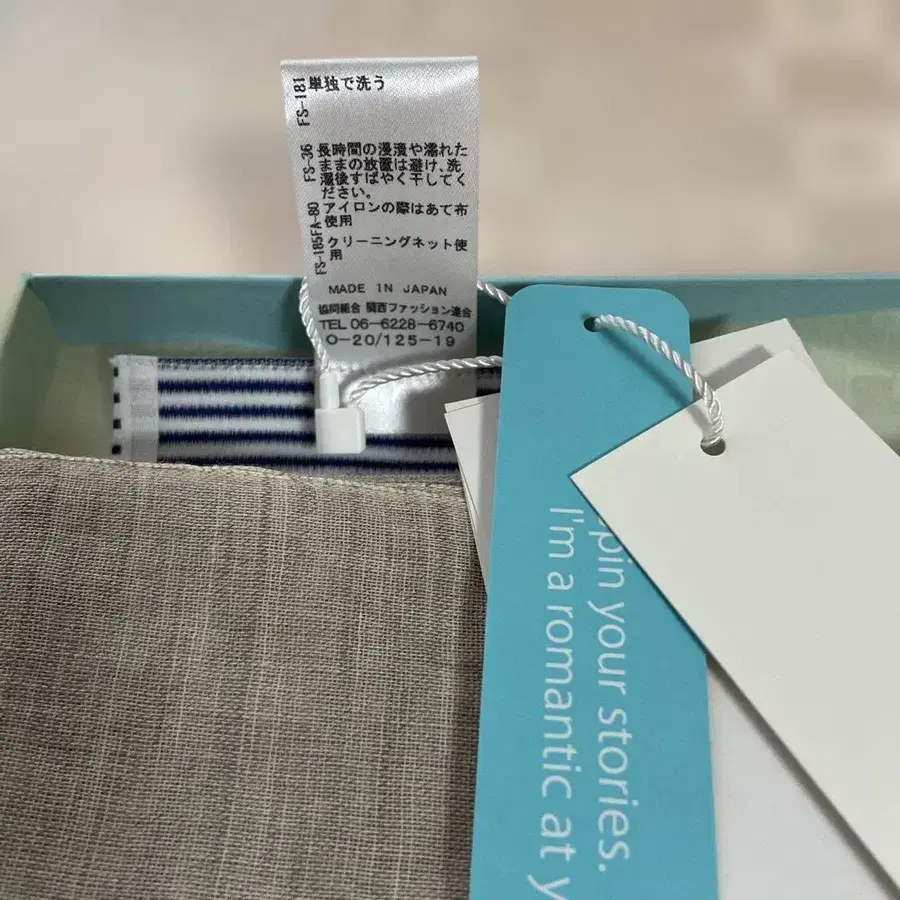 FS-181
単独で洗う
FS-36
長時間の浸漬や濡れた
ままの放置は避け、洗
濯後すばやく干してく
ださい。
FS-185FA-80
アイロンの際はあて布
使用
クリーニングネット使
用
MADE IN JAPAN
協同組合 関西ファッション連合
TEL 06-6228-6740
O-20/125-19
your stories.
I'm a romantic at